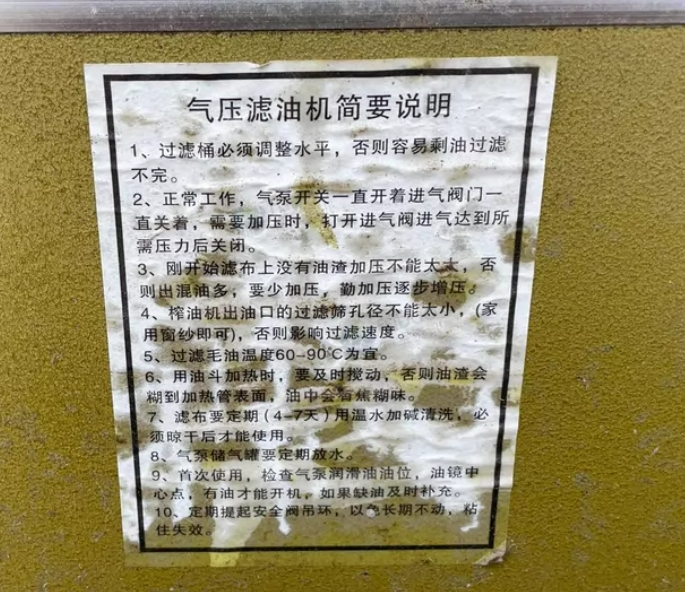 气压滤油机简要说明
1、过滤桶必须调整水平，否则容易剩油过滤
不完。
2、正常工作，气泵开关一直开着进气阀门一
直关着，需要加压时，打开进气阀进气达到所
需压力后关闭。
3、刚开始滤布上没有油渣加压不能太大，否
则出混油多，要少加压，勤加压逐步增压。
4、榨油机出油口的过滤筛孔径不能太小，(家
用窗纱即可)，否则影响过滤速度。
5、过滤毛油温度60-90℃为宜。
6、用油斗加热时，要及时搅动，否则油渣会
糊到加热管表面，油中会有焦糊味。
7、滤布要定期（4-7天）用温水加碱清洗，必
须晾干后才能使用。
8、气泵储气罐要定期放水。
9、首次使用，检查气泵润滑油油位，油镜中
心点，有油才能开机，如果缺油及时补充。
10、定期提起安全阀吊环，以免长期不动，粘
住失效。